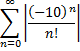 ∞
∑ |(−10)ⁿ / n!|
n=0